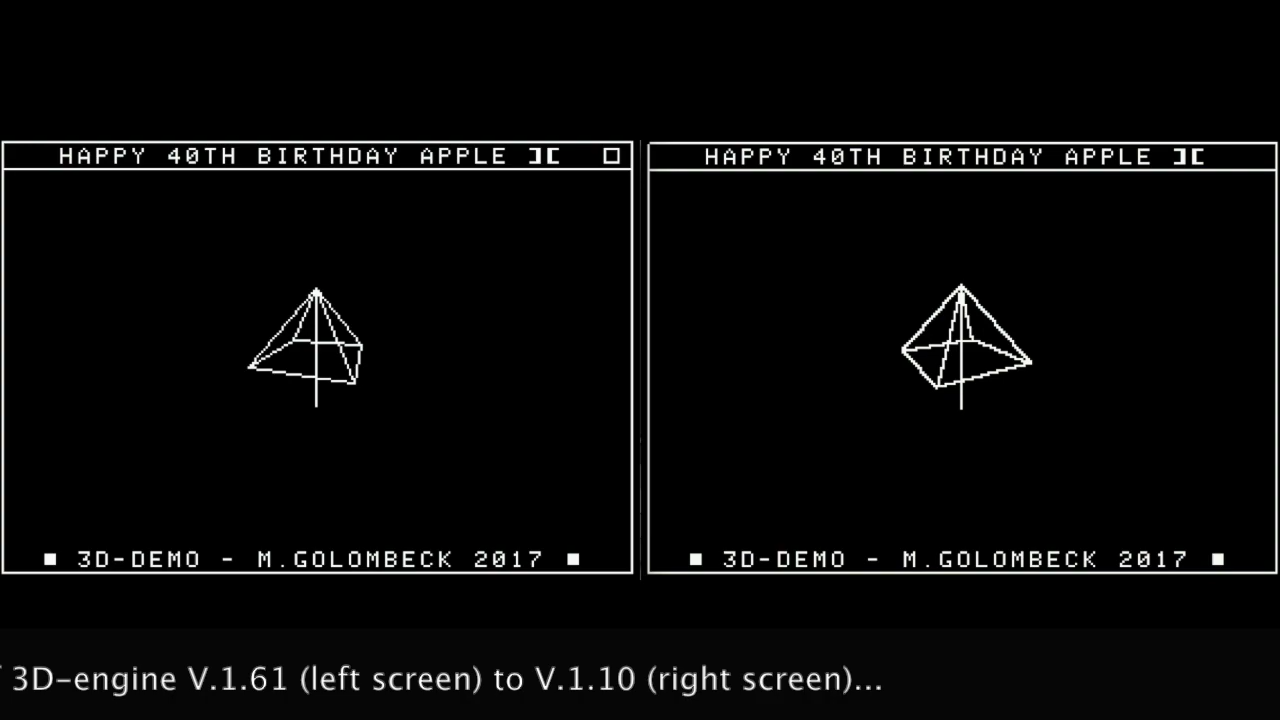 HAPPY 40TH BIRTHDAY APPLE ][
HAPPY 40TH BIRTHDAY APPLE ][
■ 3D-DEMO - M.GOLOMBECK 2017 ■
■ 3D-DEMO - M.GOLOMBECK 2017 ■
3D-engine V.1.61 (left screen) to V.1.10 (right screen)...